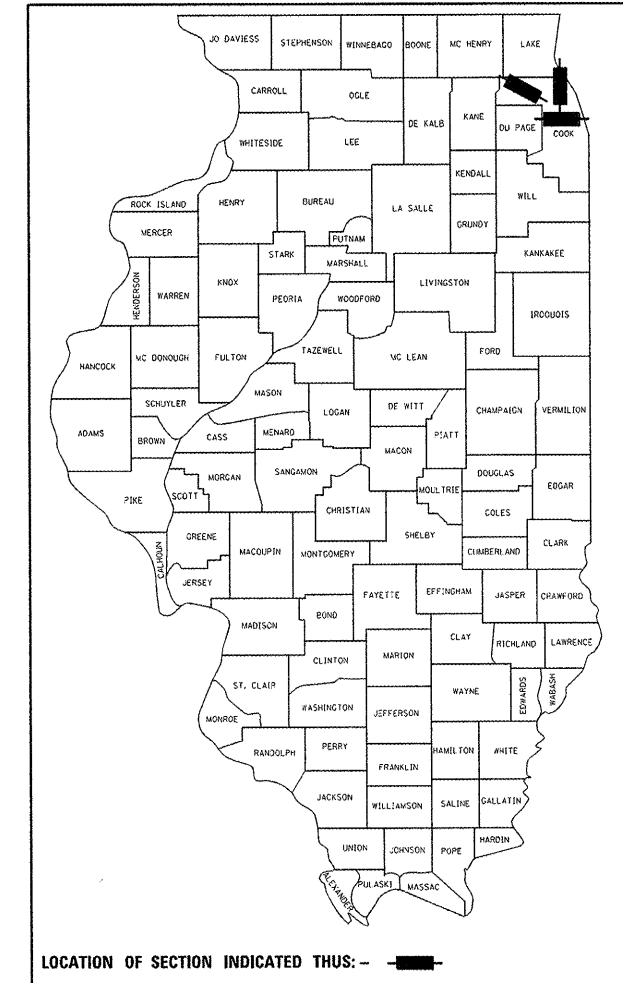 JO DAVIESS
STEPHENSON
WINNEBAGO
BOONE
MC HENRY
LAKE
CARROLL
OGLE
DE KALB
KANE
DU PAGE
COOK
WHITESIDE
LEE
KENDALL
WILL
ROCK ISLAND
HENRY
BUREAU
LA SALLE
GRUNDY
MERCER
PUTNAM
STARK
MARSHALL
KANKAKEE
HENDERSON
WARREN
KNOX
PEORIA
WOODFORD
LIVINGSTON
IROQUOIS
HANCOCK
MC DONOUGH
FULTON
TAZEWELL
MC LEAN
FORD
MASON
SCHUYLER
LOGAN
DE WITT
CHAMPAIGN
VERMILION
ADAMS
BROWN
CASS
MENARD
MACON
PIATT
PIKE
SCOTT
MORGAN
SANGAMON
CHRISTIAN
MOULTRIE
DOUGLAS
EDGAR
COLES
SHELBY
CALHOUN
GREENE
MACOUPIN
MONTGOMERY
CUMBERLAND
CLARK
JERSEY
FAYETTE
EFFINGHAM
JASPER
CRAWFORD
MADISON
BOND
CLAY
RICHLAND
LAWRENCE
CLINTON
MARION
ST. CLAIR
WAYNE
EDWARDS
WABASH
MONROE
WASHINGTON
JEFFERSON
RANDOLPH
PERRY
HAMILTON
WHITE
FRANKLIN
JACKSON
WILLIAMSON
SALINE
GALLATIN
UNION
JOHNSON
POPE
HARDIN
ALEXANDER
PULASKI
MASSAC
LOCATION OF SECTION INDICATED THUS: –